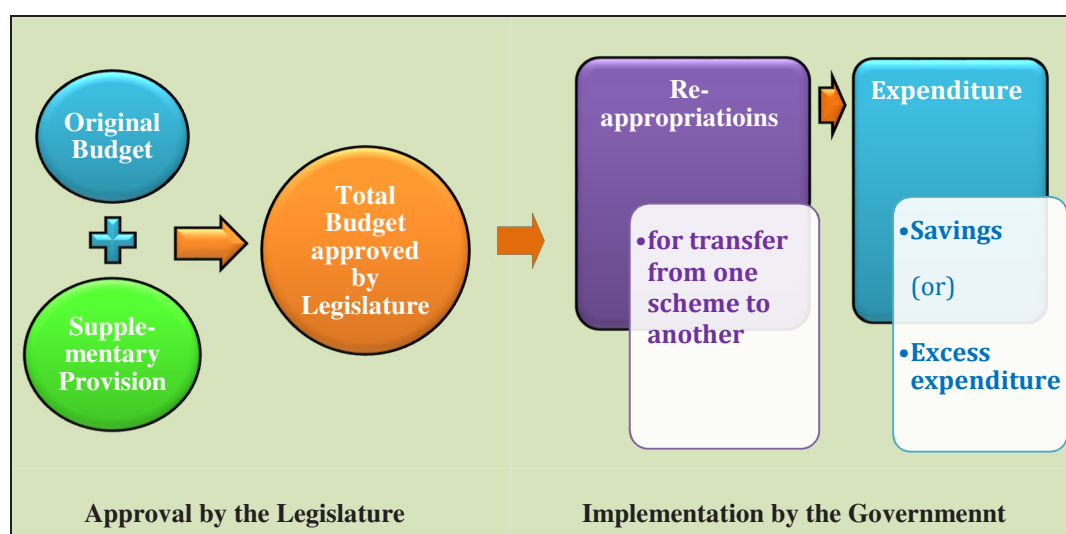 Original
Budget
Supple-
mentary
Provision
Total
Budget
approved
by
Legislature
Re-
appropriatioins
•for transfer
from one
scheme to
another
Expenditure
•Savings
(or)
•Excess
expenditure
Approval by the Legislature
Implementation by the Governmennt